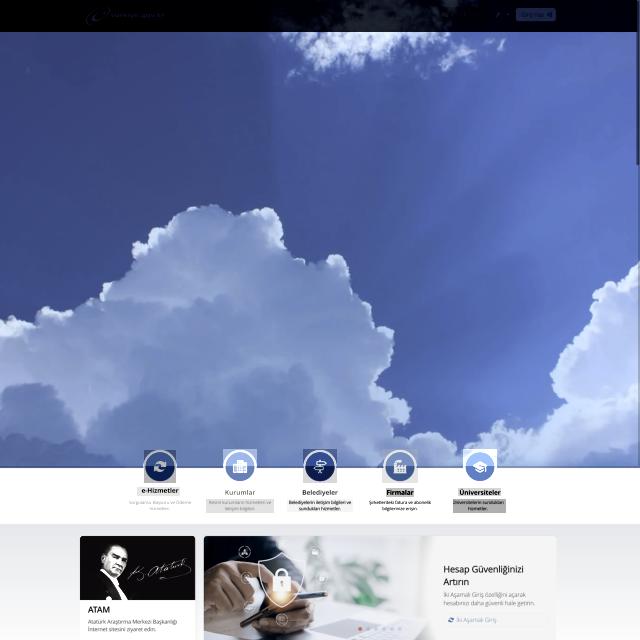 Giriş Yap
e-Hizmetler
Kurumlar
Belediyeler
Firmalar
Üniversiteler
Sorgulama, Başvuru ve Ödeme
hizmetleri.
Resmi kurumların hizmetleri ve
iletişim bilgileri.
Belediyelerin iletişim bilgileri ve
sundukları hizmetler.
Şirketlerdeki fatura ve abonelik
bilgilerinize erişin.
Üniversitelerin sundukları
hizmetler.
ATAM
Atatürk Araştırma Merkezi Başkanlığı
İnternet sitesini ziyaret edin.
Hesap Güvenliğinizi
Artırın
İki Aşamalı Giriş özelliğini açarak
hesabınızı daha güvenli hale getirin.
İki Aşamalı Giriş